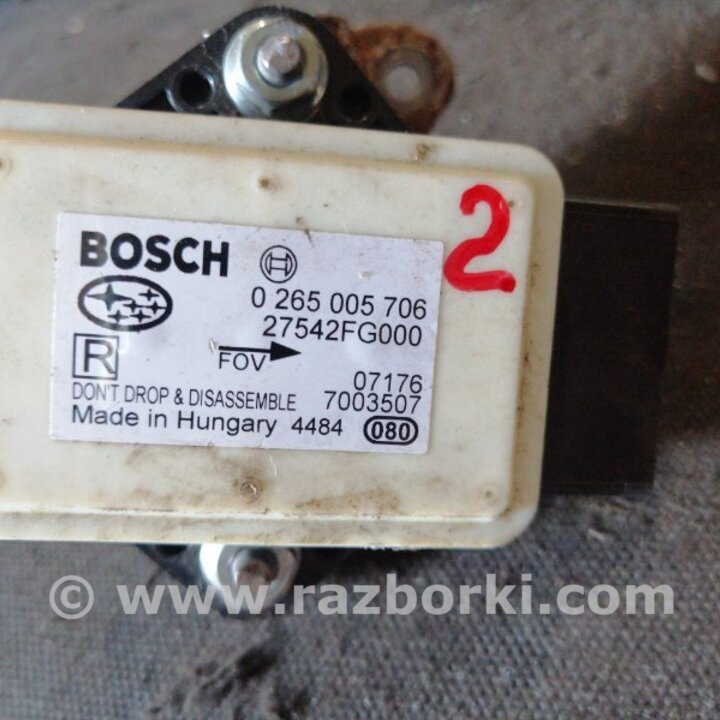 2
BOSCH
0 265 005 706
27542FG000
R
FOV
07176
DON'T DROP & DISASSEMBLE 7003507
Made in Hungary 4484 080
© www.razborki.com